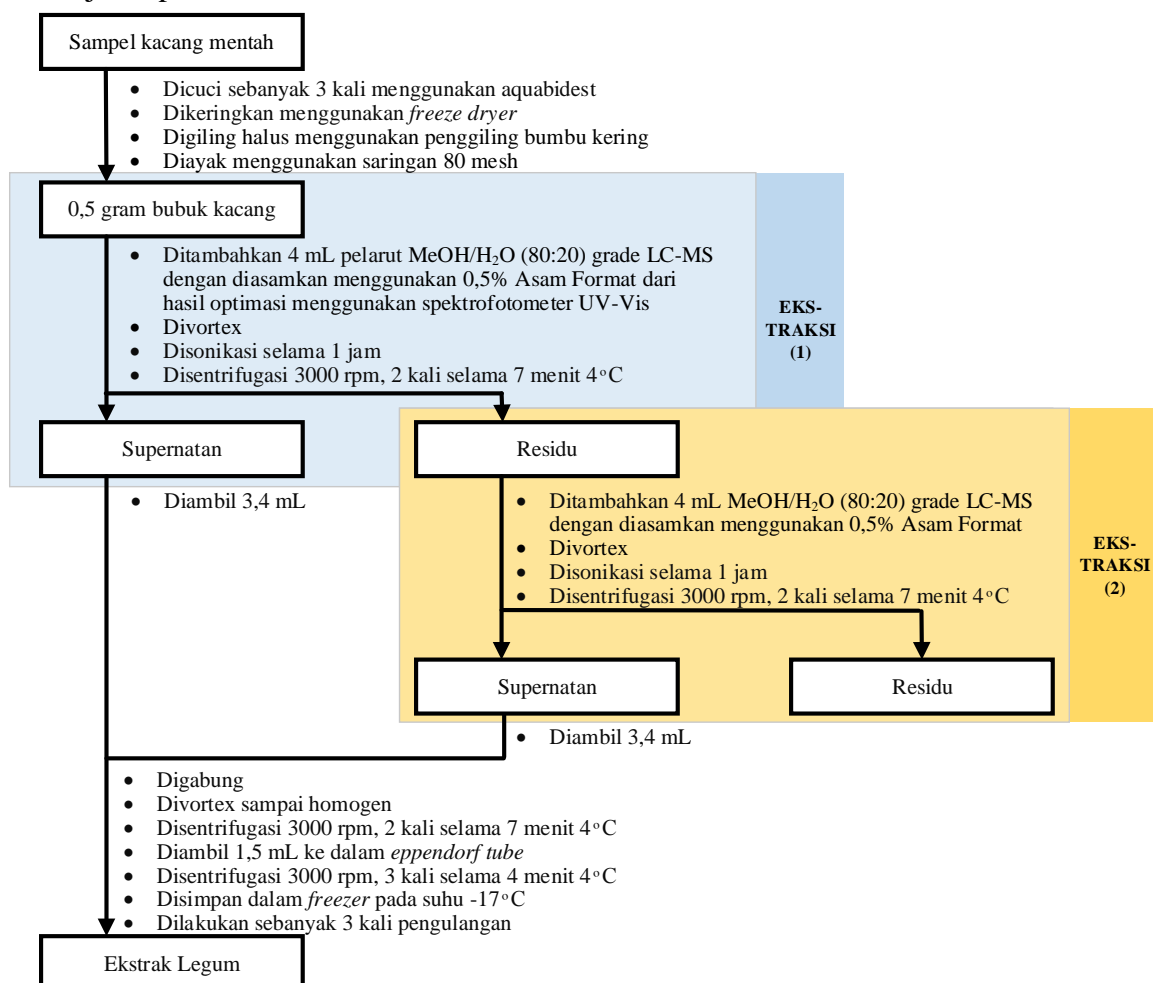 Sampel kacang mentah
• Dicuci sebanyak 3 kali menggunakan aquabidest
• Dikeringkan menggunakan freeze dryer
• Digiling halus menggunakan penggiling bumbu kering
• Diayak menggunakan saringan 80 mesh
0,5 gram bubuk kacang
• Ditambahkan 4 mL pelarut MeOH/H₂O (80:20) grade LC-MS
dengan diasamkan menggunakan 0,5% Asam Format dari
hasil optimasi menggunakan spektrofotometer UV-Vis
• Divortex
• Disonikasi selama 1 jam
• Disentrifugasi 3000 rpm, 2 kali selama 7 menit 4°C
EKS-
TRAKSI
(1)
Supernatan
Residu
• Diambil 3,4 mL
• Ditambahkan 4 mL MeOH/H₂O (80:20) grade LC-MS
dengan diasamkan menggunakan 0,5% Asam Format
• Divortex
• Disonikasi selama 1 jam
• Disentrifugasi 3000 rpm, 2 kali selama 7 menit 4°C
EKS-
TRAKSI
(2)
Supernatan
Residu
• Diambil 3,4 mL
• Digabung
• Divortex sampai homogen
• Disentrifugasi 3000 rpm, 2 kali selama 7 menit 4°C
• Diambil 1,5 mL ke dalam eppendorf tube
• Disentrifugasi 3000 rpm, 3 kali selama 4 menit 4°C
• Disimpan dalam freezer pada suhu -17°C
• Dilakukan sebanyak 3 kali pengulangan
Ekstrak Legum